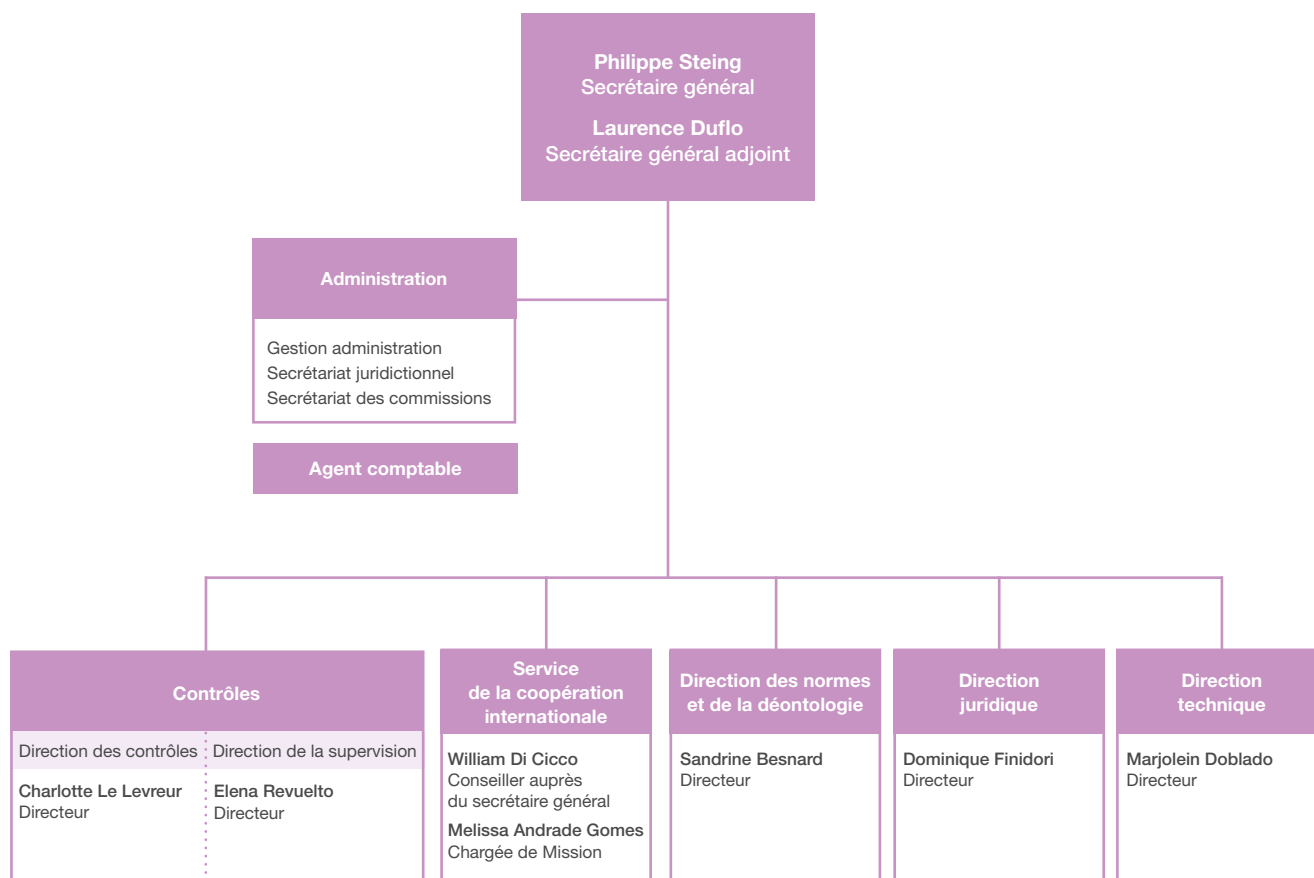 Philippe Steing
Secrétaire général
Laurence Duflo
Secrétaire général adjoint
Administration
Gestion administration
Secrétariat juridictionnel
Secrétariat des commissions
Agent comptable
Contrôles
Direction des contrôles
Charlotte Le Levreur
Directeur
Direction de la supervision
Elena Revuelto
Directeur
Service
de la coopération
internationale
William Di Cicco
Conseiller auprès
du secrétaire général
Melissa Andrade Gomes
Chargée de Mission
Direction des normes
et de la déontologie
Sandrine Besnard
Directeur
Direction
juridique
Dominique Finidori
Directeur
Direction
technique
Marjolein Doblado
Directeur